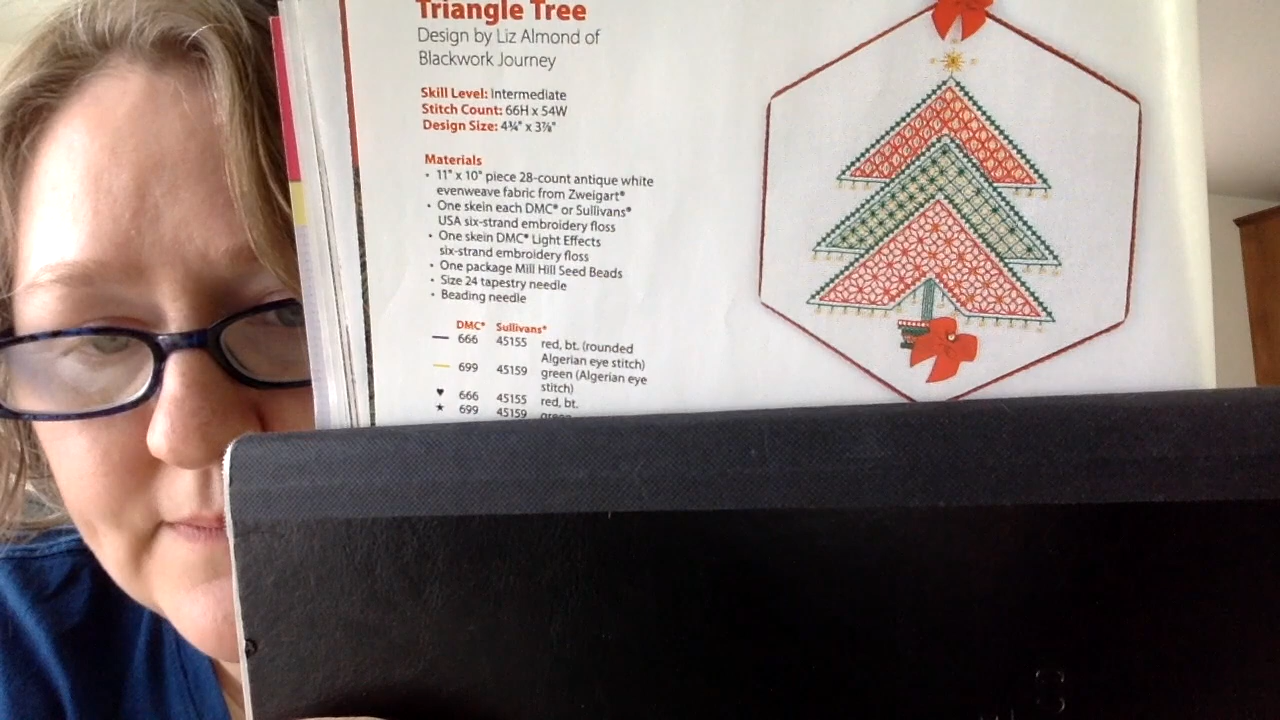 Triangle Tree
Design by Liz Almond of
Blackwork Journey
Skill Level: Intermediate
Stitch Count: 66H x 54W
Design Size: 4¾" x 3⅞"
Materials
• 11" x 10" piece 28-count antique white
evenweave fabric from Zweigart®
• One skein each DMC® or Sullivans®
USA six-strand embroidery floss
• One skein DMC® Light Effects
six-strand embroidery floss
• One package Mill Hill Seed Beads
• Size 24 tapestry needle
• Beading needle
DMC® Sullivans®
666 45155 red, bt. (rounded
Algerian eye stitch)
699 45159 green (Algerian eye
stitch)
♥ 666 45155 red, bt.
★ 699 45159 green